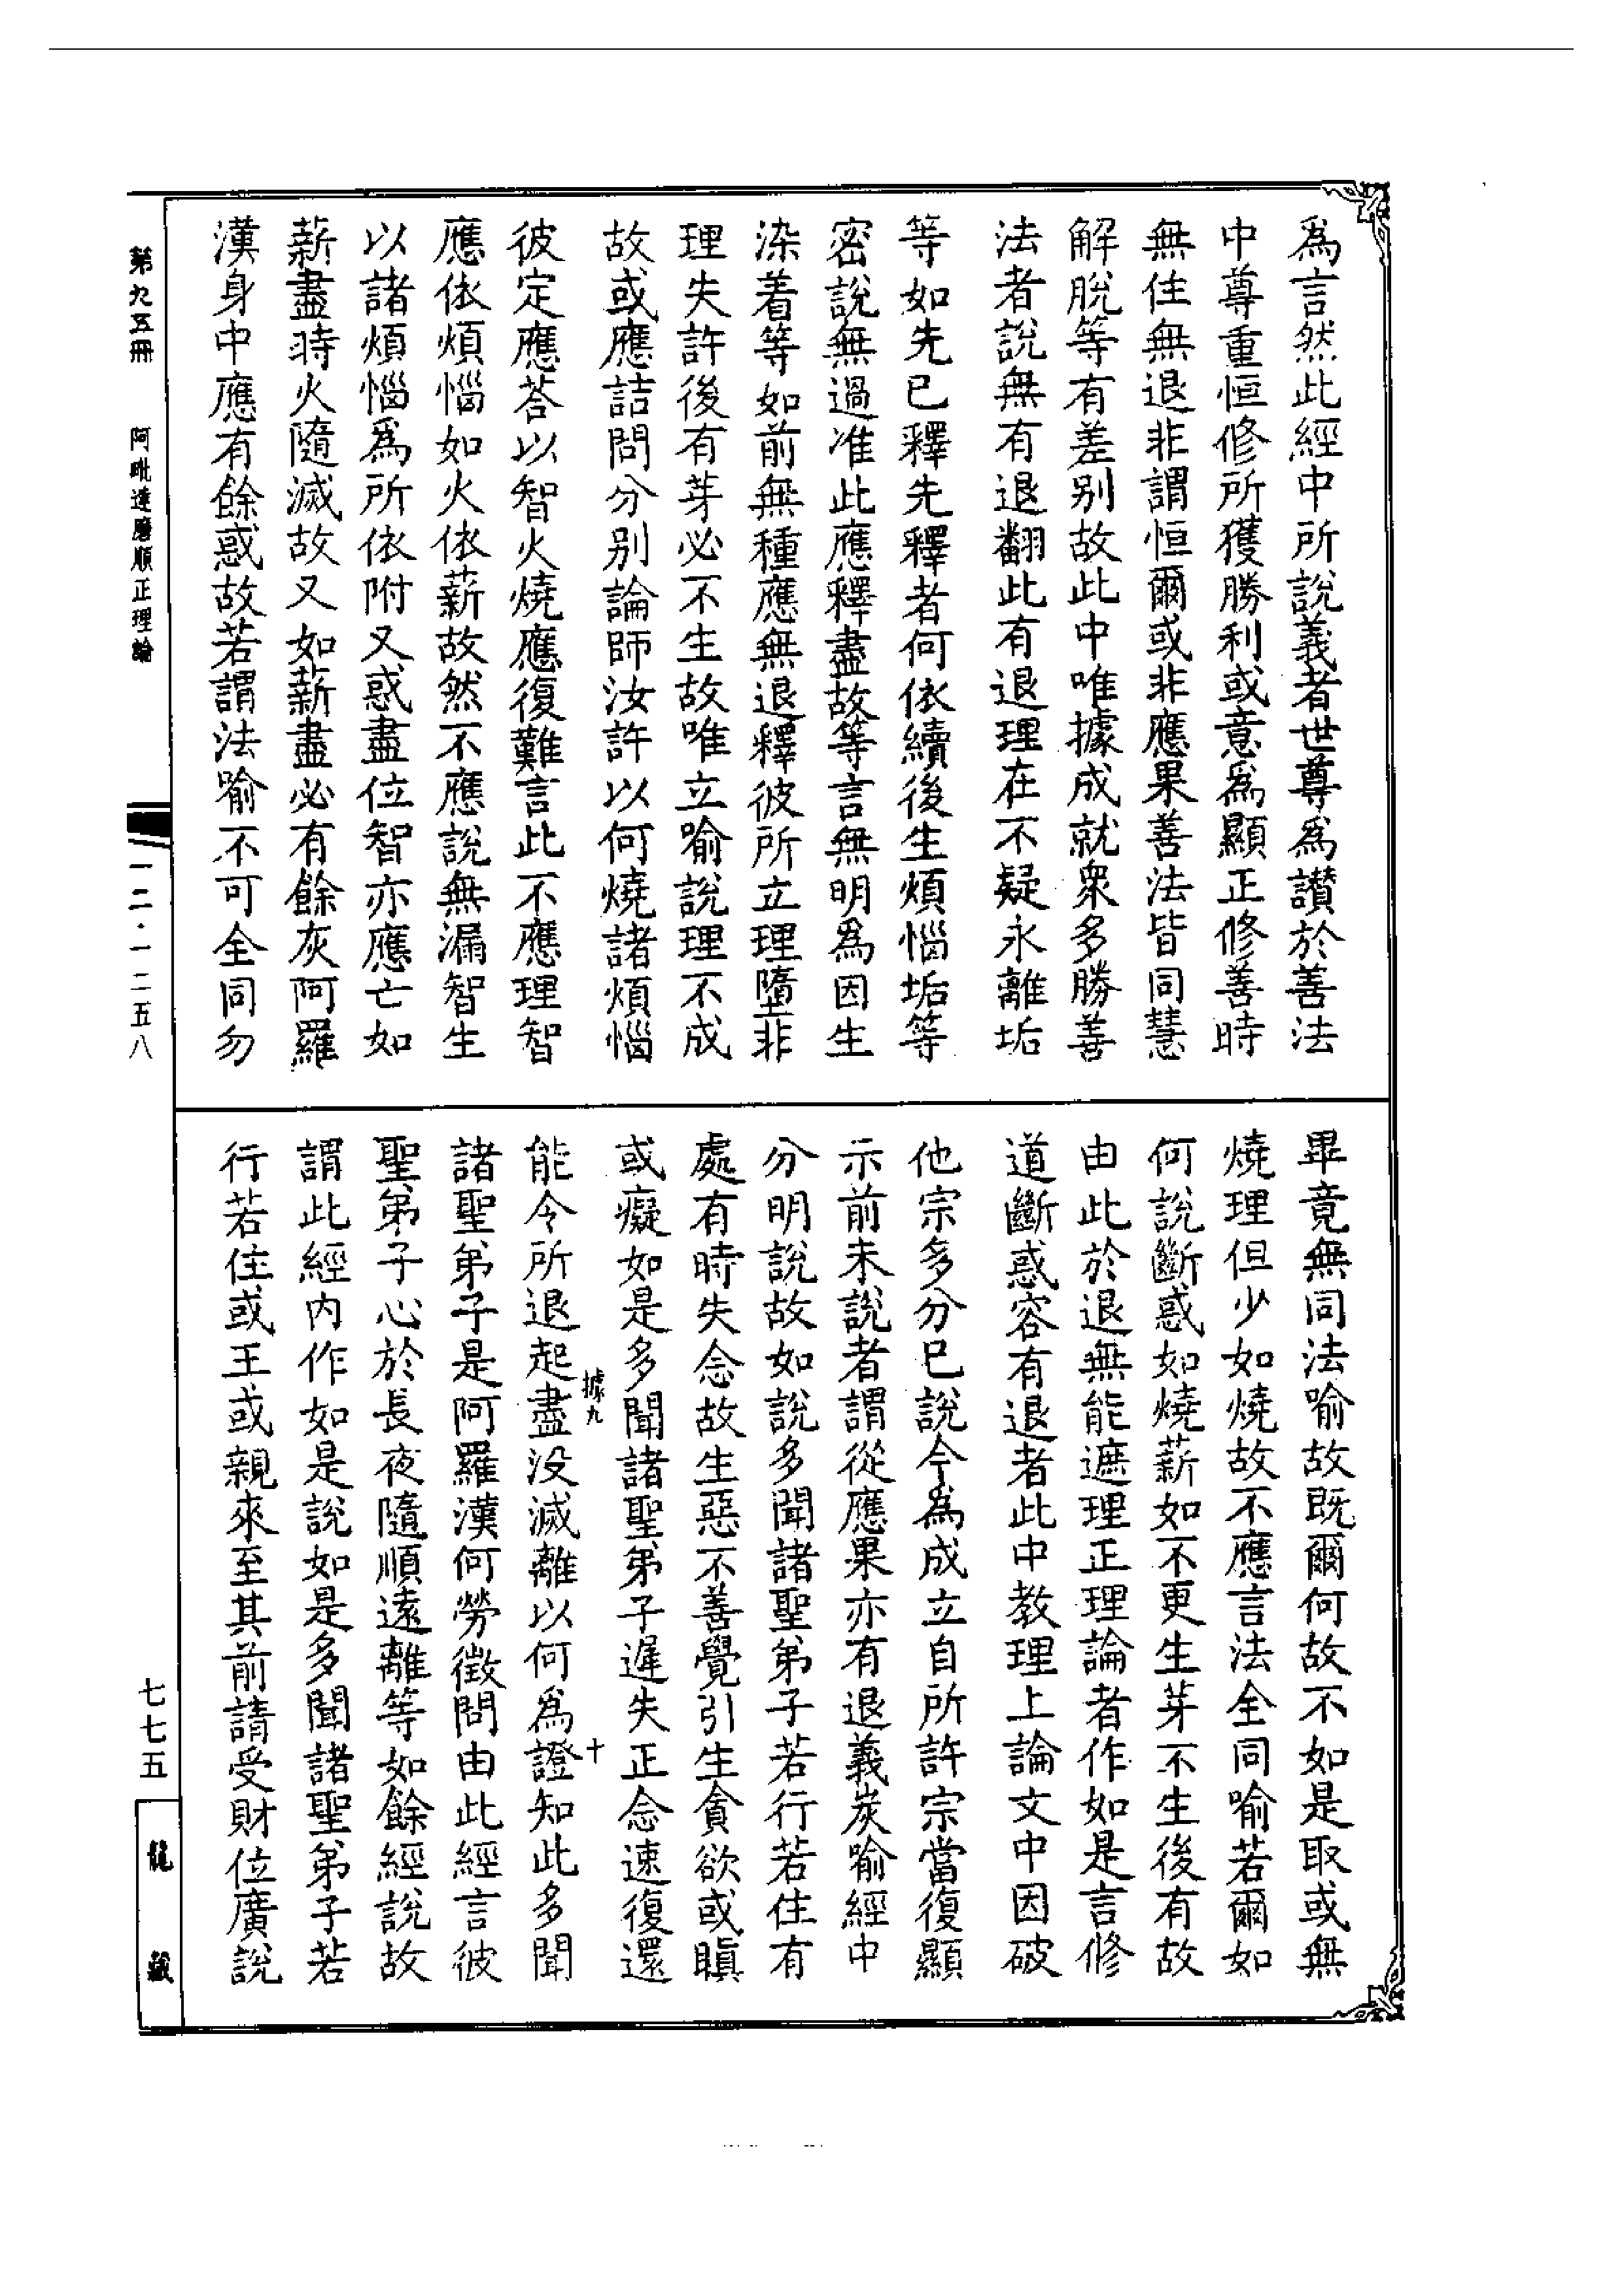 為言然此經中所說義者世尊為讚於善法
中尊重恒修所獲勝利或意為顯正修善時
無住無退非謂恒爾或非應果善法皆同慧
解脫等有差別故此中唯據成就衆多勝善
法者說無有退翻此有退理在不疑永離垢
等如先已釋先釋者何依續後生煩惱垢等
密說無過准此應釋盡故等言無明為因生
染着等如前無種應無退釋彼所立理墮非
理失許後有芽必不生故唯立喻說理不成
故或應詰問分別論師汝許以何燒諸煩惱
彼定應荅以智火燒應復難言此不應理智
應依煩惱如火依薪故然不應說無漏智生
以諸煩惱為所依附又惑盡位智亦應亡如
薪盡時火隨滅故又如薪盡必有餘灰阿羅
漢身中應有餘惑故若謂法喻不可全同勿
畢竟無同法喻故既爾何故不如是取或無
燒理但少如燒故不應言法全同喻若爾如
何說斷惑如燒薪如不更生芽不生後有故
由此於退無能遮理正理論者作如是言修
道斷惑容有退者此中教理上論文中因破
他宗多分已說今為成立自所許宗當復顯
示前未說者謂從應果亦有退義炭喻經中
分明說故如說多聞諸聖弟子若行若住有
處有時失念故生惡不善覺引生貪欲或瞋
或癡如是多聞諸聖弟子遲失正念速復還
據九
十
能令所退起盡没滅離以何為證知此多聞
諸聖弟子是阿羅漢何勞徵問由此經言彼
聖弟子心於長夜隨順遠離等如餘經說故
謂此經内作如是說如是多聞諸聖弟子若
行若住或王或親來至其前請受財位廣說
第九五冊
阿毗達磨順正理論
一二·一二五八
七七五
龍藏